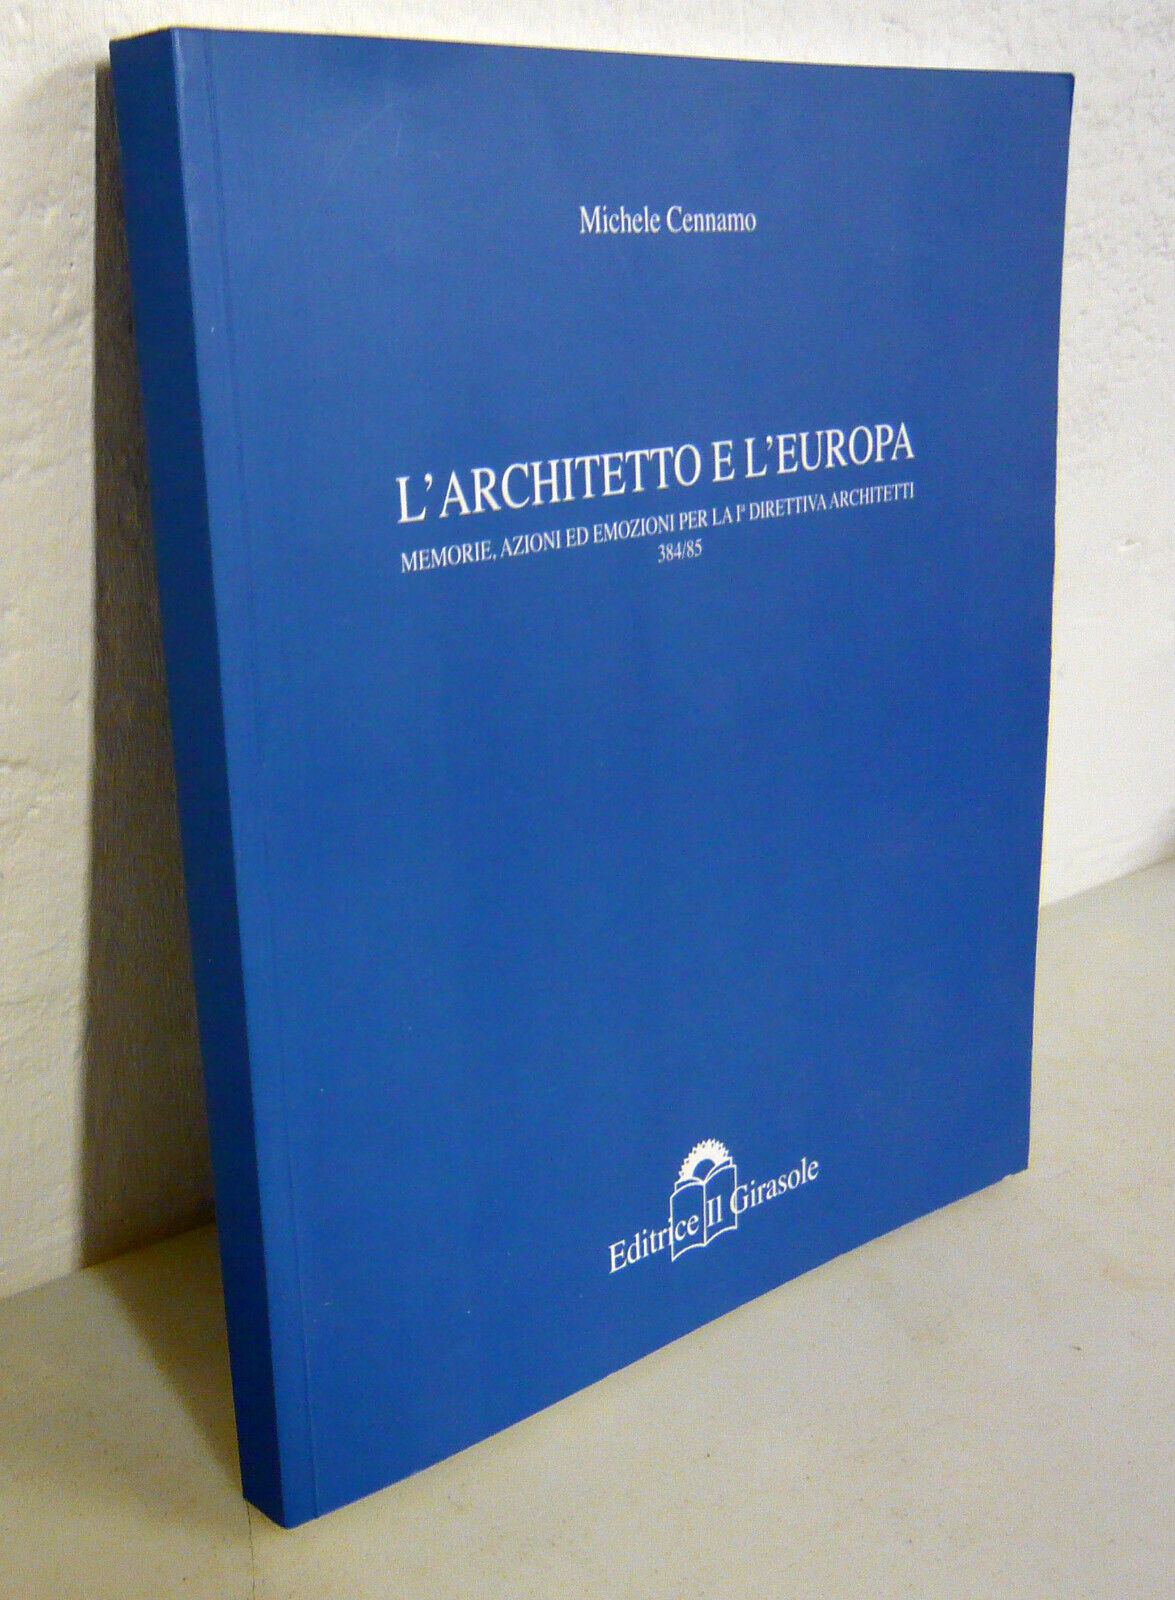 Michele Cennamo
L'ARCHITETTO E L'EUROPA
MEMORIE, AZIONI ED EMOZIONI PER LA Iª DIRETTIVA ARCHITETTI
384/85
Editrice Il Girasole